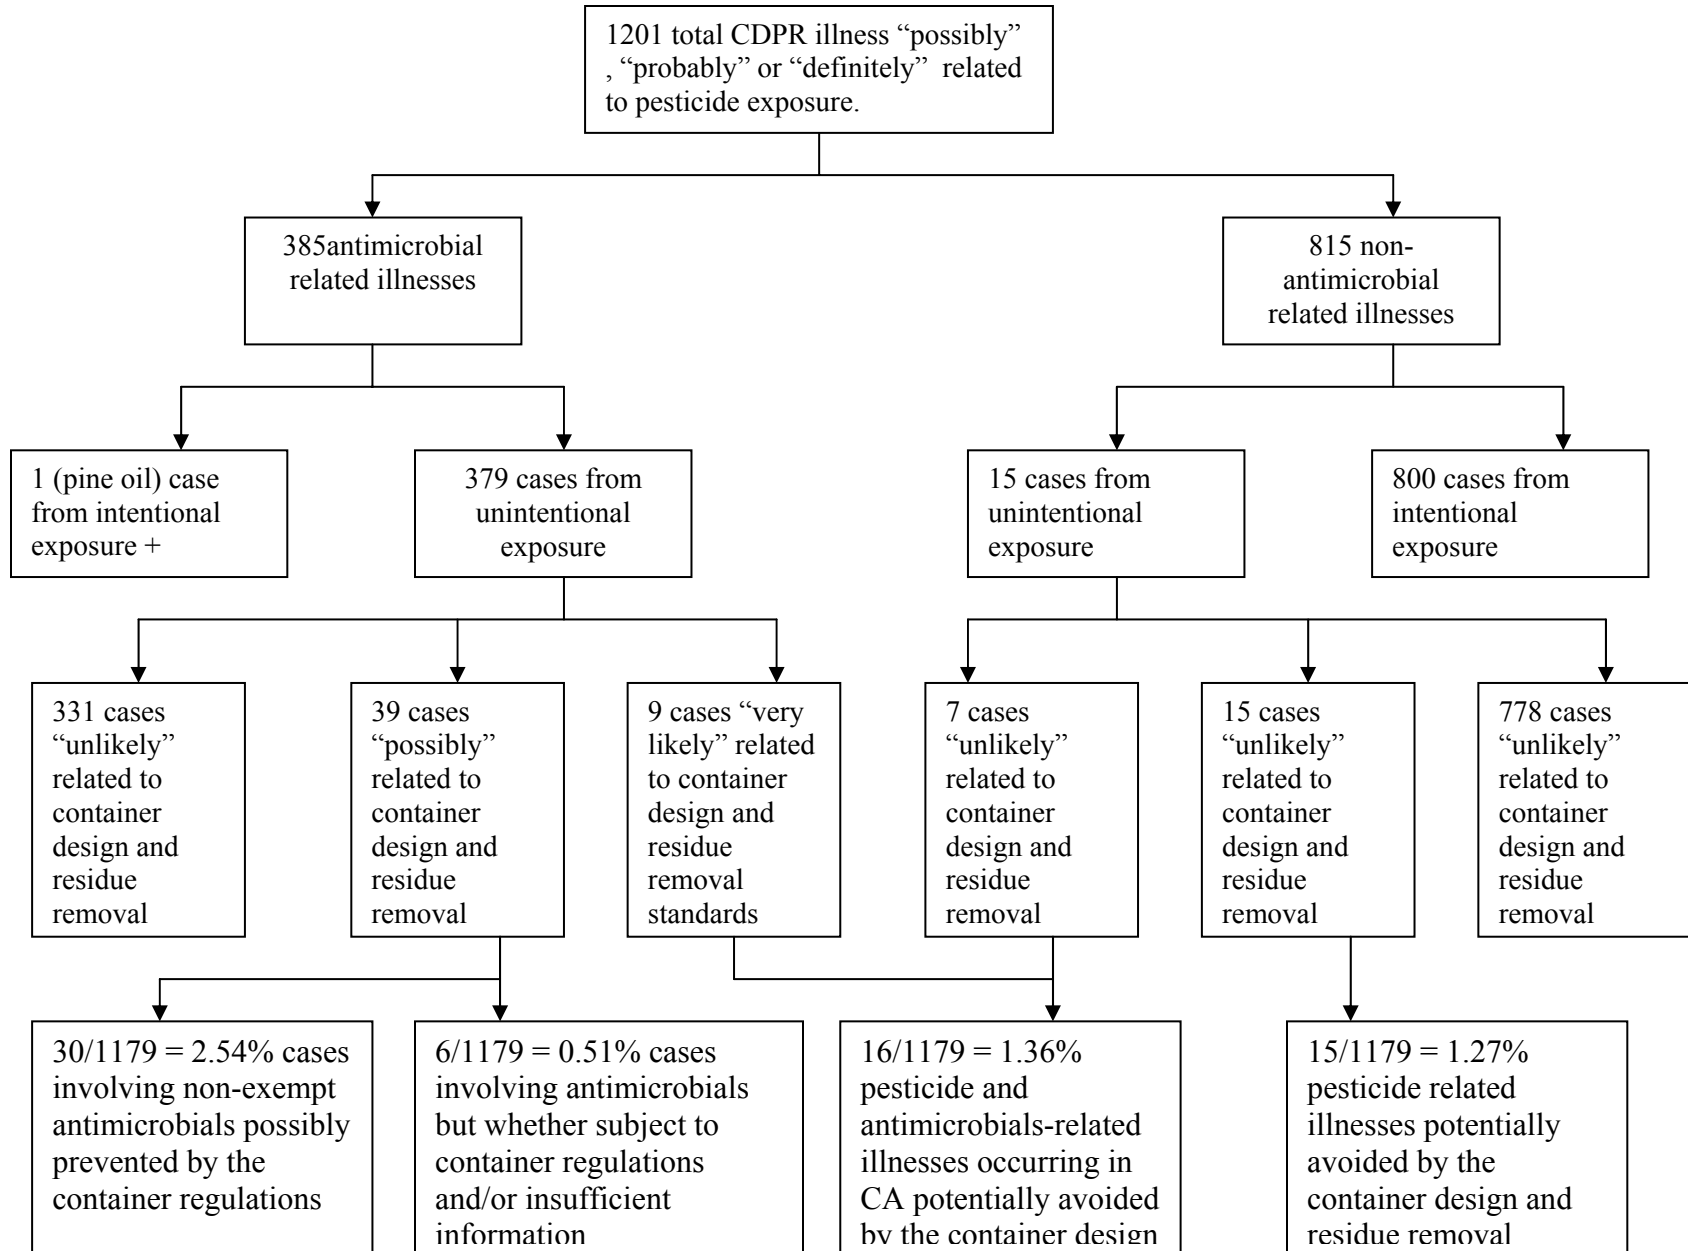 1201 total CDPR illness “possibly”
, “probably” or “definitely” related
to pesticide exposure.
385antimicrobial
related illnesses
815 non-
antimicrobial
related illnesses
1 (pine oil) case
from intentional
exposure +
379 cases from
unintentional
exposure
15 cases from
unintentional
exposure
800 cases from
intentional
exposure
331 cases
“unlikely”
related to
container
design and
residue
removal
39 cases
“possibly”
related to
container
design and
residue
removal
9 cases “very
likely” related
to container
design and
residue
removal
standards
7 cases
“unlikely”
related to
container
design and
residue
removal
15 cases
“unlikely”
related to
container
design and
residue
removal
778 cases
“unlikely”
related to
container
design and
residue
removal
30/1179 = 2.54% cases
involving non-exempt
antimicrobials possibly
prevented by the
container regulations
6/1179 = 0.51% cases
involving antimicrobials
but whether subject to
container regulations
and/or insufficient
information
16/1179 = 1.36%
pesticide and
antimicrobials-related
illnesses occurring in
CA potentially avoided
by the container design
15/1179 = 1.27%
pesticide related
illnesses potentially
avoided by the
container design and
residue removal